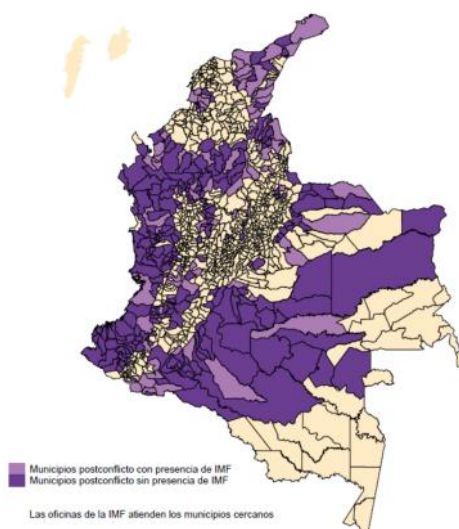 Municipios postconflicto con presencia de IMF
Municipios postconflicto sin presencia de IMF
Las oficinas de la IMF atienden los municipios cercanos